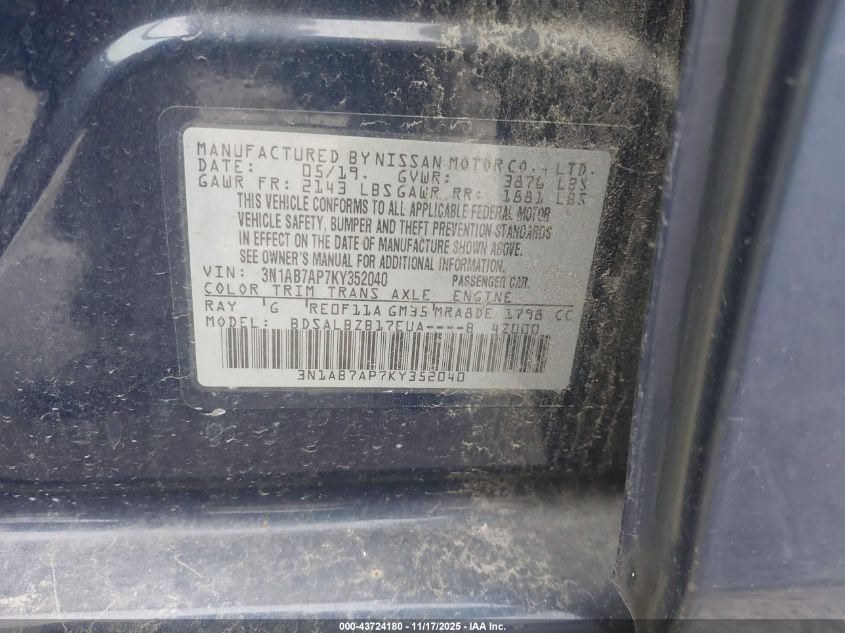 MANUFACTURED BY NISSAN MOTOR CO., LTD.
DATE: 05/19. GVWR: 3876 LBS
GAWR FR: 2143 LBS GAWR RR: 1881 LBS
THIS VEHICLE CONFORMS TO ALL APPLICABLE FEDERAL MOTOR
VEHICLE SAFETY, BUMPER AND THEFT PREVENTION STANDARDS
IN EFFECT ON THE DATE OF MANUFACTURE SHOWN ABOVE.
SEE OWNER'S MANUAL FOR ADDITIONAL INFORMATION.
VIN: 3N1AB7AP7KY352040 PASSENGER CAR.
COLOR TRIM TRANS AXLE ENGINE
RAY G RE0F11A GM35 MRA8DE 1798 CC
MODEL: BDSALBZB17EUA----B 4Z000
3N1AB7AP7KY352040
000-43724180 — 11/17/2025 — IAA Inc.